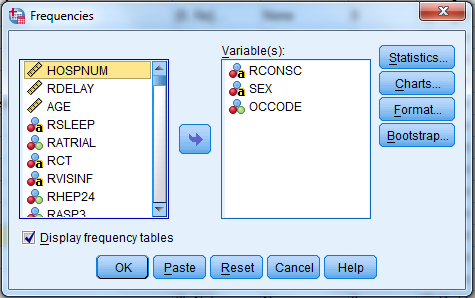 Frequencies
Variable(s):
HOSPNUM
RDELAY
AGE
RSLEEP
RATRIAL
RCT
RVISINF
RHEP24
RASP3
RCONSC
SEX
OCCODE
Statistics...
Charts...
Format...
Bootstrap...
Display frequency tables
OK Paste Reset Cancel Help